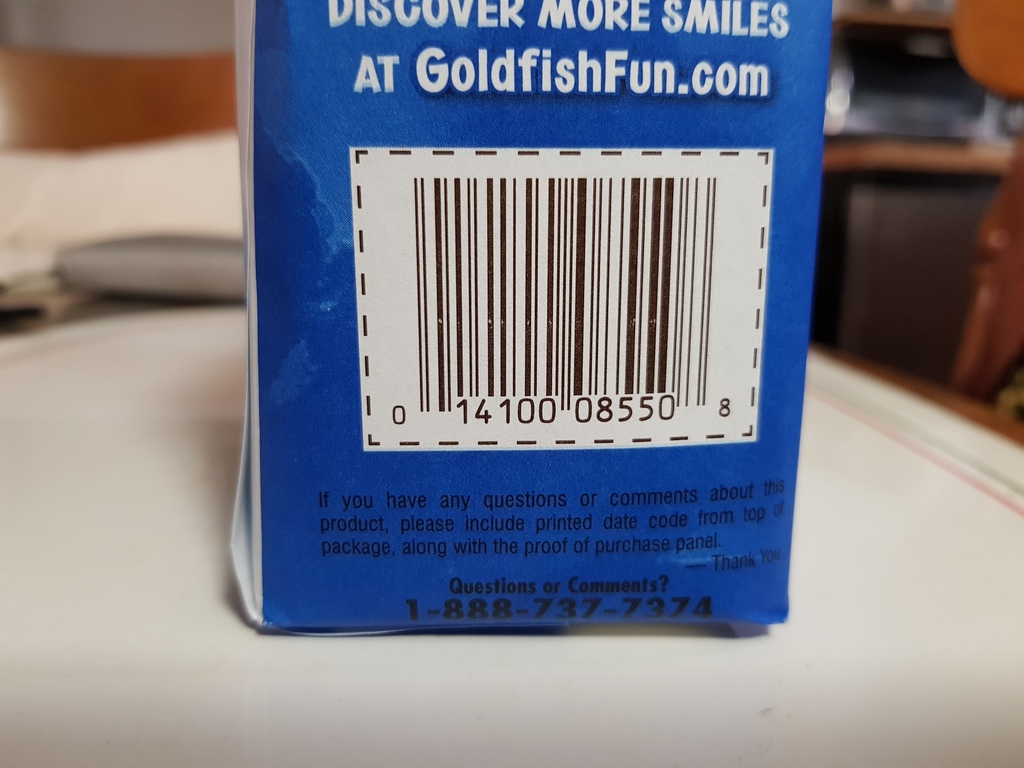 DISCOVER MORE SMILES
AT GoldfishFun.com
0 14100 08550 8
If you have any questions or comments about this
product, please include printed date code from top of
package, along with the proof of purchase panel.
— Thank You
Questions or Comments?
1-888-737-7374